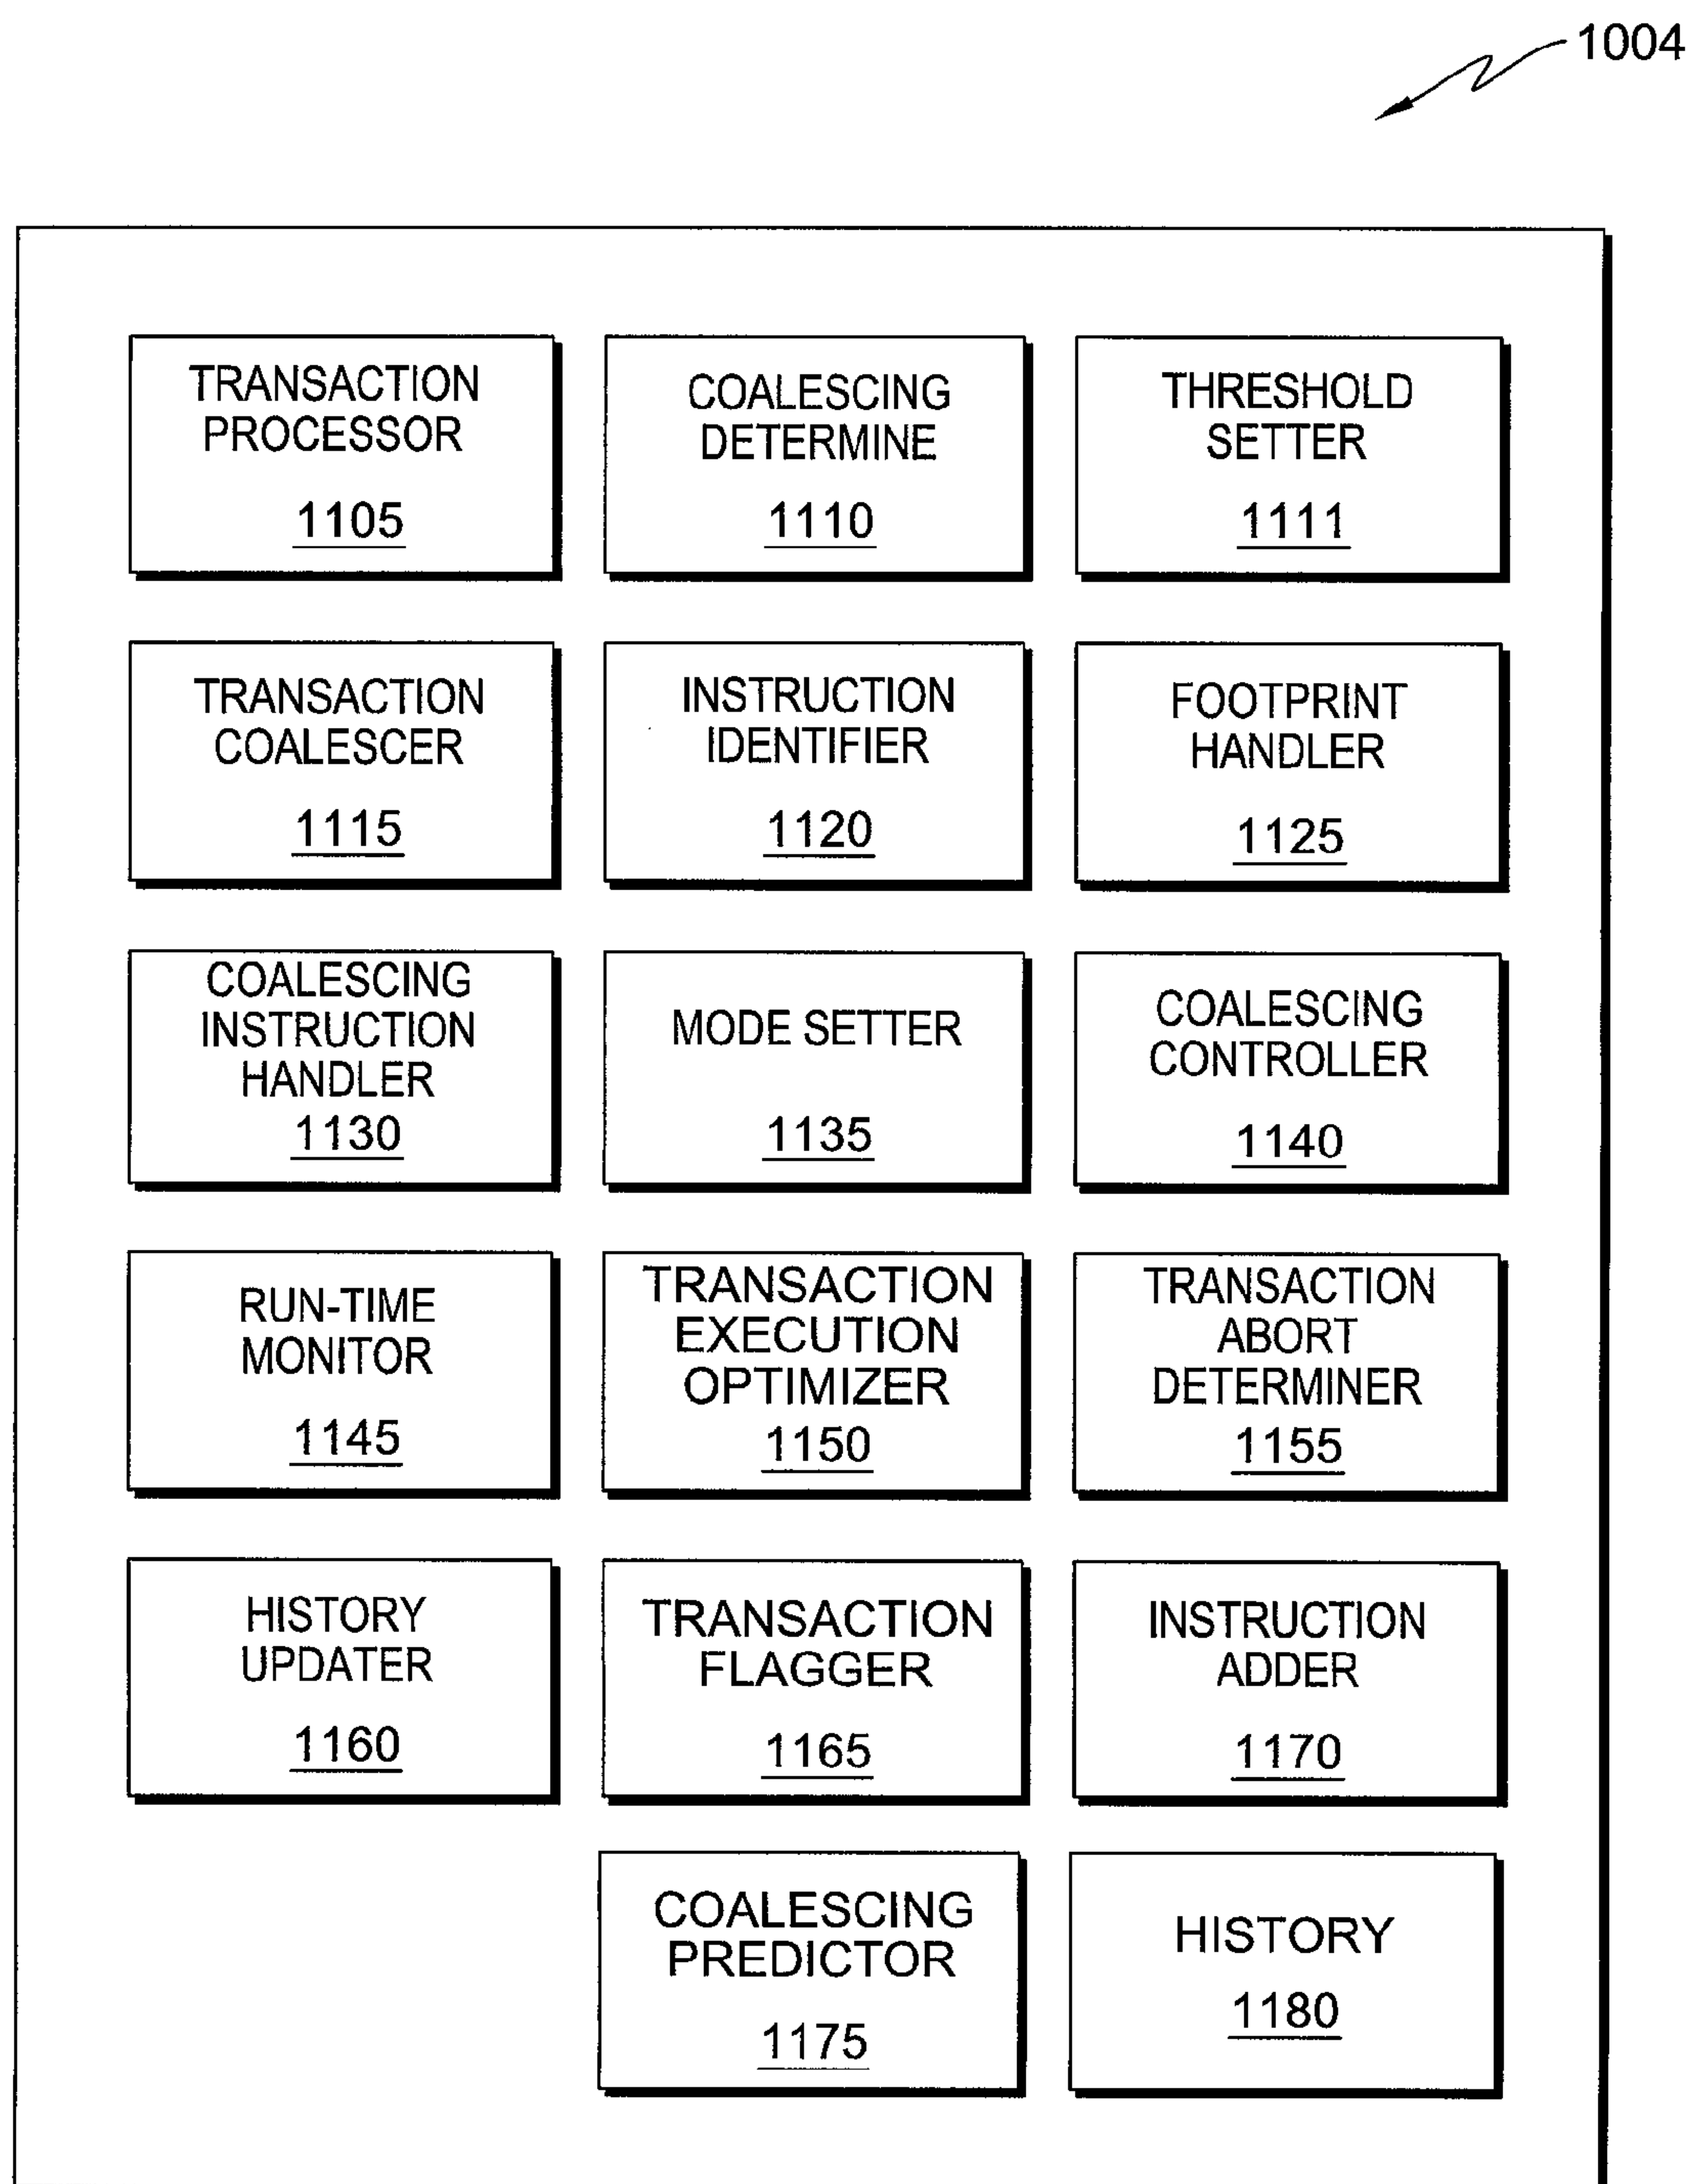 1004
TRANSACTION
PROCESSOR
1105
COALESCING
DETERMINE
1110
THRESHOLD
SETTER
1111
TRANSACTION
COALESCER
1115
INSTRUCTION
IDENTIFIER
1120
FOOTPRINT
HANDLER
1125
COALESCING
INSTRUCTION
HANDLER
1130
MODE SETTER
1135
COALESCING
CONTROLLER
1140
RUN-TIME
MONITOR
1145
TRANSACTION
EXECUTION
OPTIMIZER
1150
TRANSACTION
ABORT
DETERMINER
1155
HISTORY
UPDATER
1160
TRANSACTION
FLAGGER
1165
INSTRUCTION
ADDER
1170
COALESCING
PREDICTOR
1175
HISTORY
1180